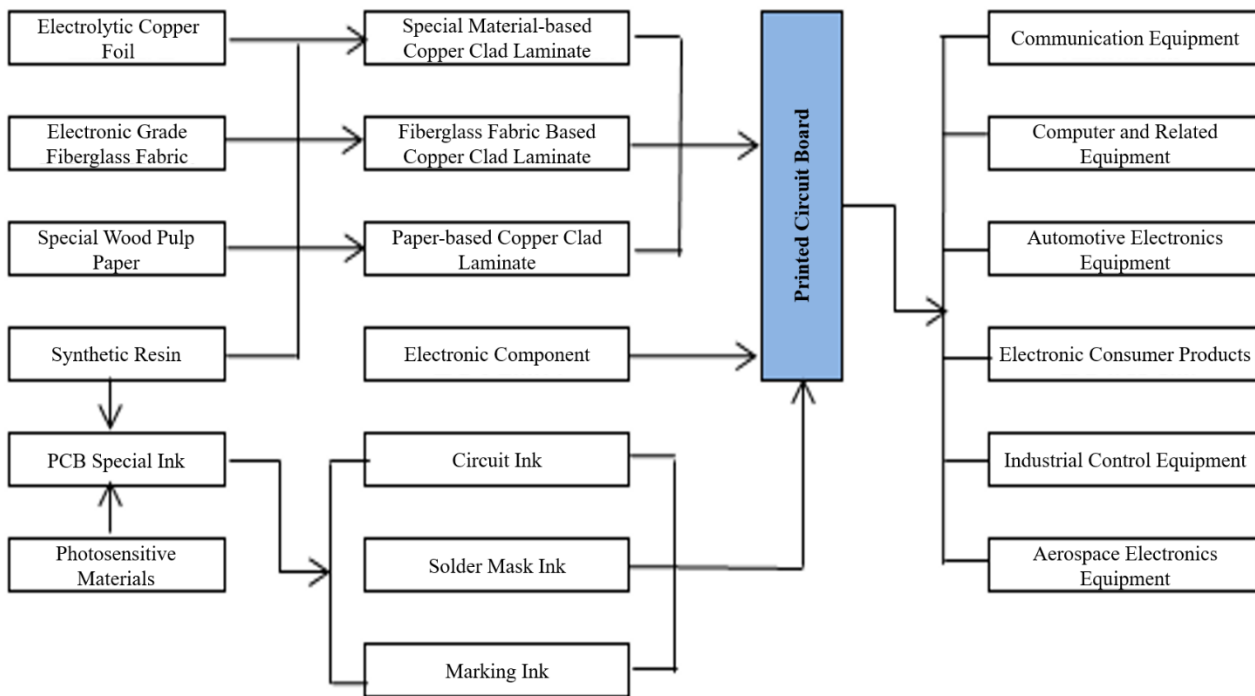 Electrolytic Copper
Foil
Electronic Grade
Fiberglass Fabric
Special Wood Pulp
Paper
Synthetic Resin
PCB Special Ink
Photosensitive
Materials
Special Material-based
Copper Clad Laminate
Fiberglass Fabric Based
Copper Clad Laminate
Paper-based Copper Clad
Laminate
Electronic Component
Circuit Ink
Solder Mask Ink
Marking Ink
Printed Circuit Board
Communication Equipment
Computer and Related
Equipment
Automotive Electronics
Equipment
Electronic Consumer Products
Industrial Control Equipment
Aerospace Electronics
Equipment